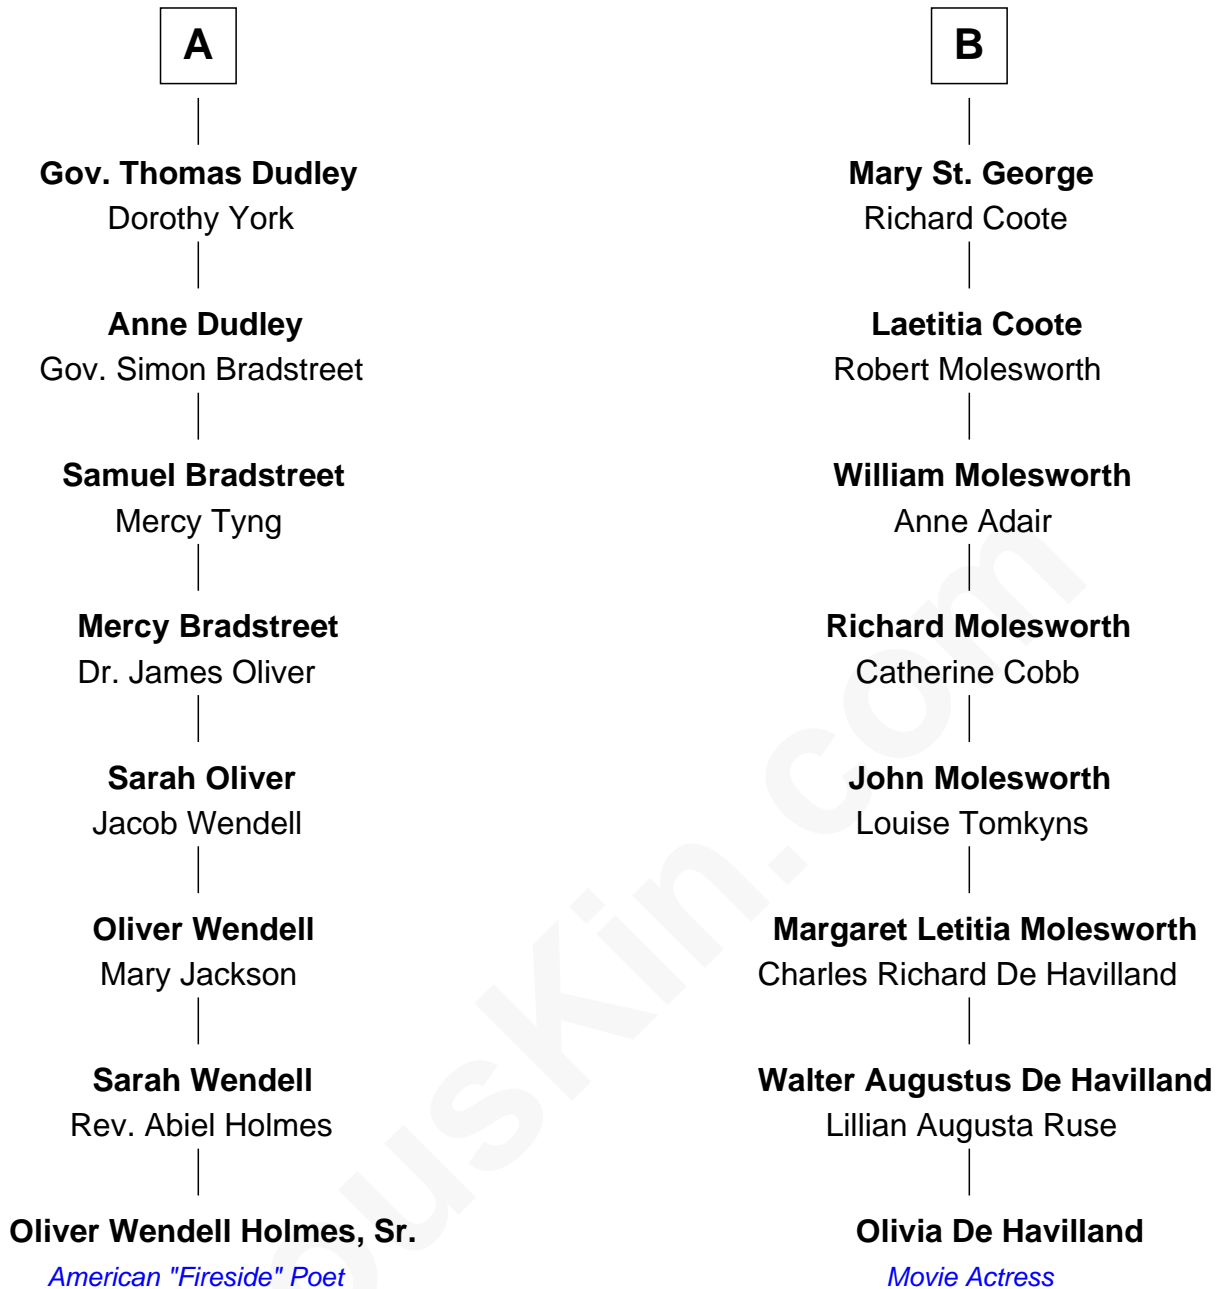 A
Gov. Thomas Dudley
Dorothy York
Anne Dudley
Gov. Simon Bradstreet
Samuel Bradstreet
Mercy Tyng
Mercy Bradstreet
Dr. James Oliver
Sarah Oliver
Jacob Wendell
Oliver Wendell
Mary Jackson
Sarah Wendell
Rev. Abiel Holmes
Oliver Wendell Holmes, Sr.
American "Fireside" Poet
B
Mary St. George
Richard Coote
Laetitia Coote
Robert Molesworth
William Molesworth
Anne Adair
Richard Molesworth
Catherine Cobb
John Molesworth
Louise Tomkyns
Margaret Letitia Molesworth
Charles Richard De Havilland
Walter Augustus De Havilland
Lillian Augusta Ruse
Olivia De Havilland
Movie Actress
ousKin.com